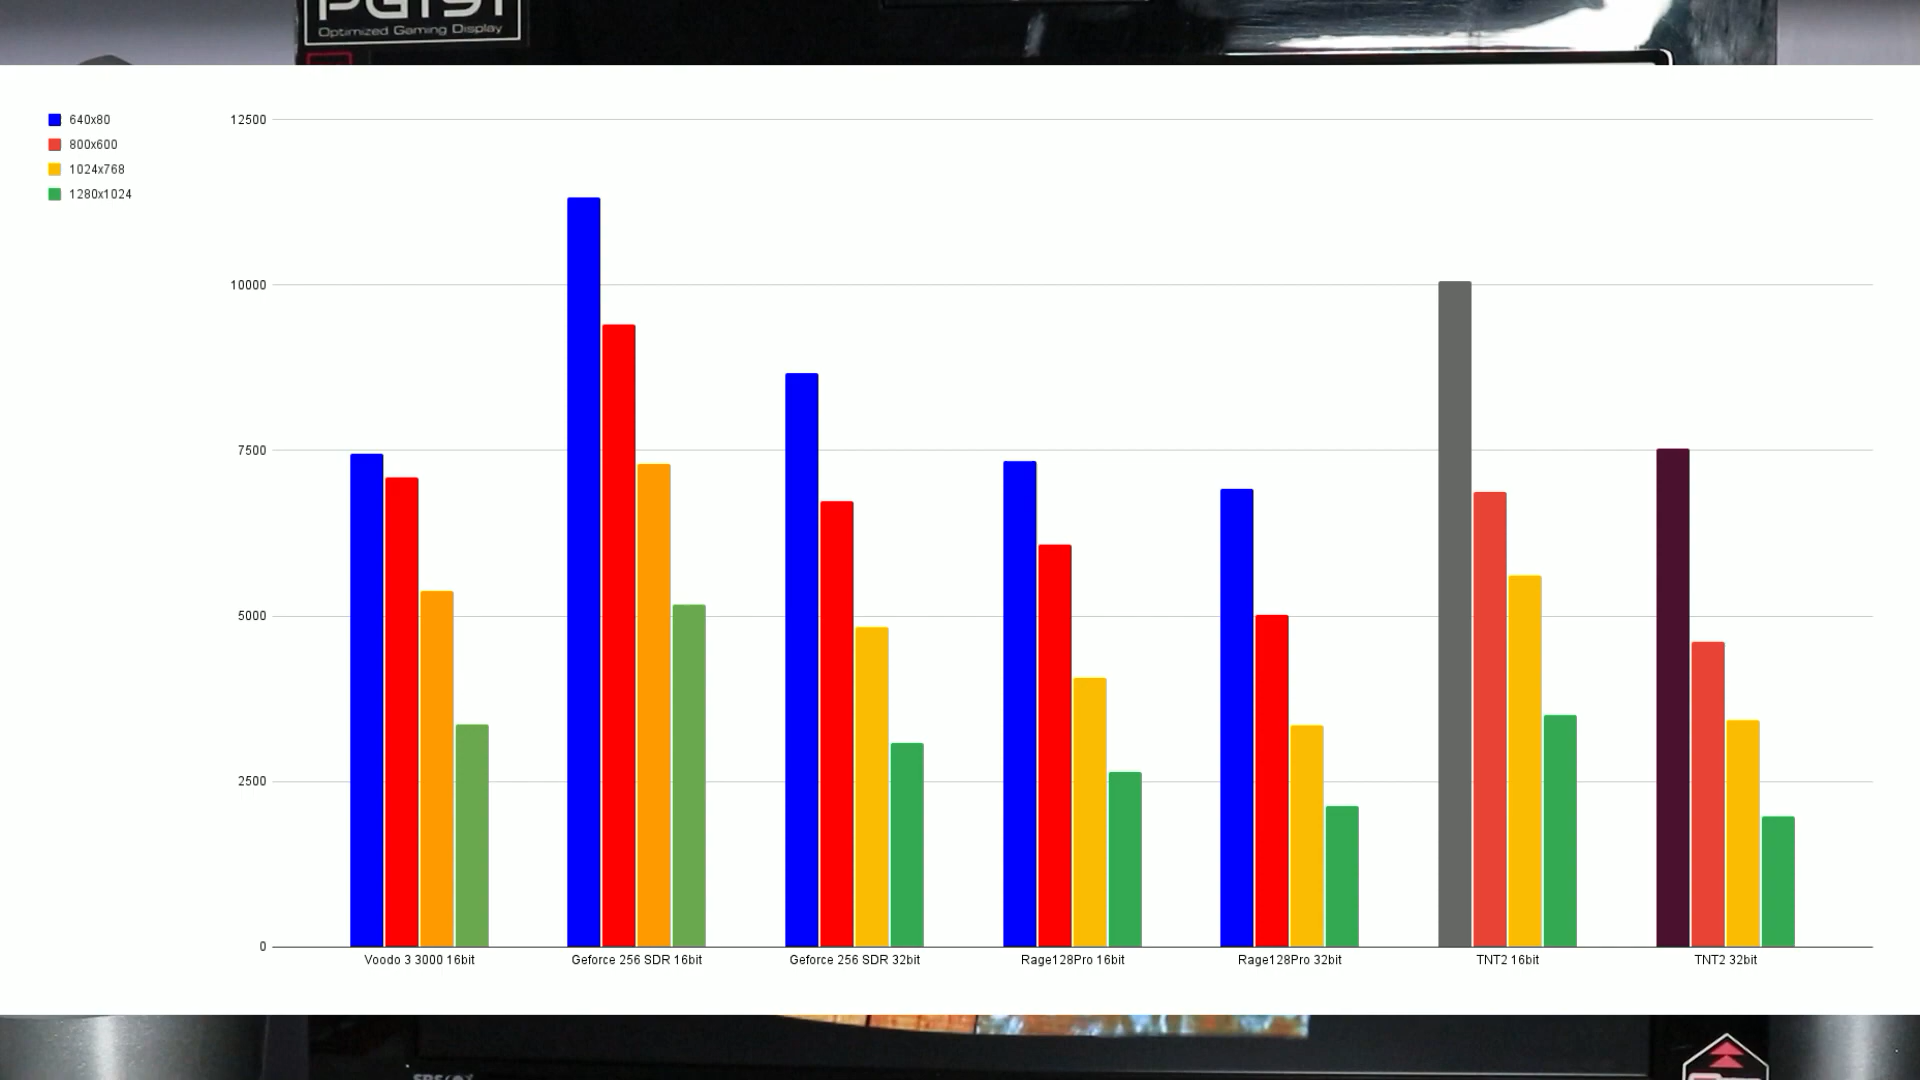 Optimized Gaming Display
640x80
800x600
1024x768
1280x1024
12500
10000
7500
5000
2500
0
Voodo 3 3000 16bit
Geforce 256 SDR 16bit
Geforce 256 SDR 32bit
Rage128Pro 16bit
Rage128Pro 32bit
TNT2 16bit
TNT2 32bit